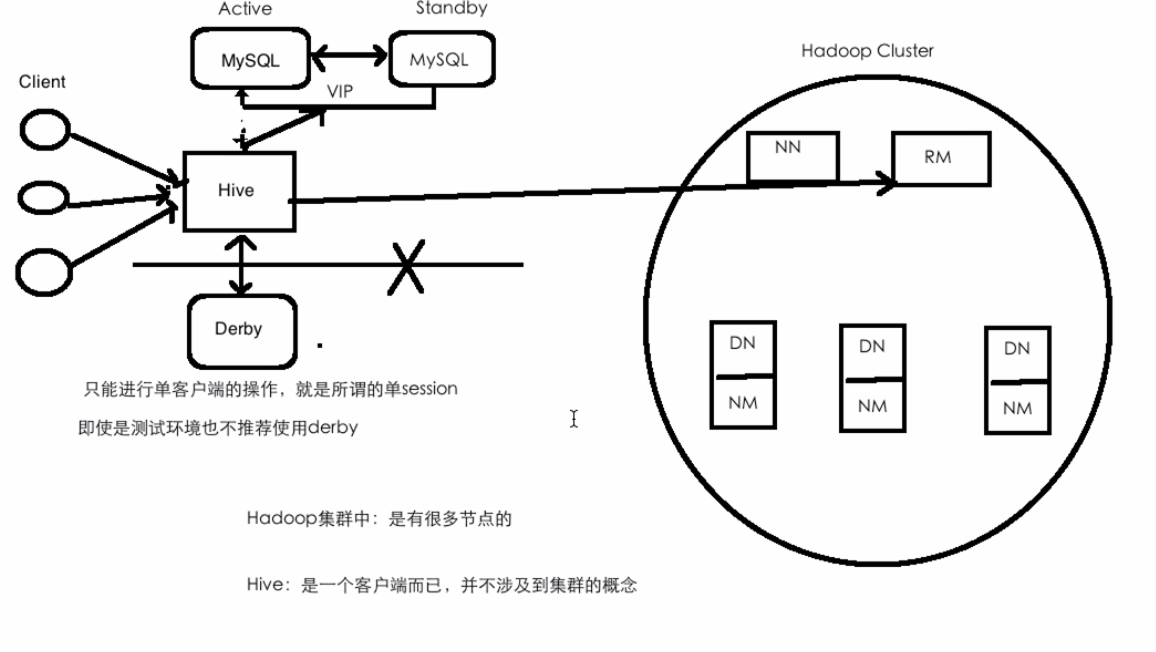 Active
Standby
MySQL
MySQL
VIP
Client
Hive
Derby
只能进行单客户端的操作，就是所谓的单session
即使是测试环境也不推荐使用derby
Hadoop Cluster
NN
RM
DN
NM
DN
NM
DN
NM
Hadoop集群中：是有很多节点的
Hive：是一个客户端而已，并不涉及到集群的概念